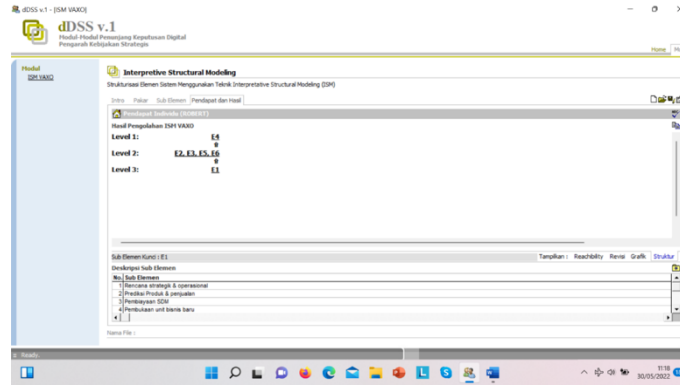 dDSS v.1 - [ISM VAXO]
dDSS v.1
Modul-Modul Penunjang Keputusan Digital
Pengarah Kebijakan Strategis
Home
Modul
ISM VAXO
Interpretive Structural Modeling
Strukturisasi Elemen Sistem Menggunakan Teknik Interpretative Structural Modeling (ISM)
Intro Pakar Sub Elemen Pendapat dan Hasil
Pendapat Individu (ROBERT)
Hasil Pengolahan ISM VAXO
Level 1: E4
Level 2: E2, E3, E5, E6
Level 3: E1
Sub Elemen Kunci : E1
Tampilan : Reachbility Revisi Grafik Struktur
Deskripsi Sub Elemen
No. Sub Elemen
1 Rencana strategik & operasional
2 Prediksi Produk & penjualan
3 Pembiayaan SDM
4 Pembukaan unit bisnis baru
Nama File :
Ready.
11:18
30/05/2022